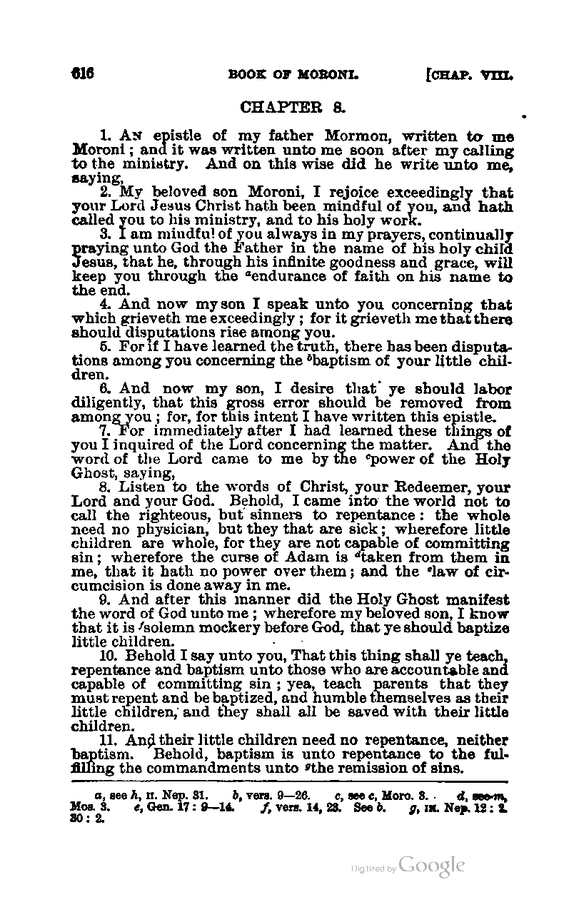 616 BOOK OF MORONI. [CHAP. VIII.
CHAPTER 8.
1. AN epistle of my father Mormon, written to me
Moroni; and it was written unto me soon after my calling
to the ministry. And on this wise did he write unto me,
saying,
2. My beloved son Moroni, I rejoice exceedingly that
your Lord Jesus Christ hath been mindful of you, and hath
called you to his ministry, and to his holy work.
3. I am mindful of you always in my prayers, continually
praying unto God the Father in the name of his holy child
Jesus, that he, through his infinite goodness and grace, will
keep you through the ᵃendurance of faith on his name to
the end.
4. And now my son I speak unto you concerning that
which grieveth me exceedingly; for it grieveth me that there
should disputations rise among you.
5. For if I have learned the truth, there has been disputa-
tions among you concerning the ᵇbaptism of your little chil-
dren.
6. And now my son, I desire that ye should labor
diligently, that this gross error should be removed from
among you; for, for this intent I have written this epistle.
7. For immediately after I had learned these things of
you I inquired of the Lord concerning the matter. And the
word of the Lord came to me by the ᶜpower of the Holy
Ghost, saying,
8. Listen to the words of Christ, your Redeemer, your
Lord and your God. Behold, I came into the world not to
call the righteous, but sinners to repentance: the whole
need no physician, but they that are sick; wherefore little
children are whole, for they are not capable of committing
sin; wherefore the curse of Adam is ᵈtaken from them in
me, that it hath no power over them; and the ᵉlaw of cir-
cumcision is done away in me.
9. And after this manner did the Holy Ghost manifest
the word of God unto me; wherefore my beloved son, I know
that it is ᶠsolemn mockery before God, that ye should baptize
little children.
10. Behold I say unto you, That this thing shall ye teach,
repentance and baptism unto those who are accountable and
capable of committing sin; yea, teach parents that they
must repent and be baptized, and humble themselves as their
little children, and they shall all be saved with their little
children.
11. And their little children need no repentance, neither
baptism. Behold, baptism is unto repentance to the ful-
filling the commandments unto ᵍthe remission of sins.
a, see h, II. Nep. 31. b, vers. 9—26. c, see c, Moro. 3. d, see m,
Mos. 3. e, Gen. 17: 9—14. f, vers. 14, 23. See b. g, III. Nep. 12: 2.
30: 2.
Digitized by Google